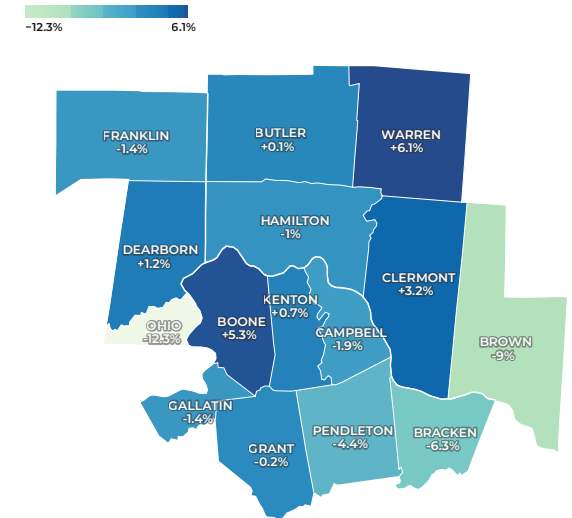 −12.3% 6.1%
FRANKLIN
-1.4%
BUTLER
+0.1%
WARREN
+6.1%
HAMILTON
-1%
DEARBORN
+1.2%
CLERMONT
+3.2%
KENTON
+0.7%
BOONE
+5.3%
OHIO
-12.3%
CAMPBELL
-1.9%
BROWN
-9%
GALLATIN
-1.4%
PENDLETON
-4.4%
BRACKEN
-6.3%
GRANT
-0.2%